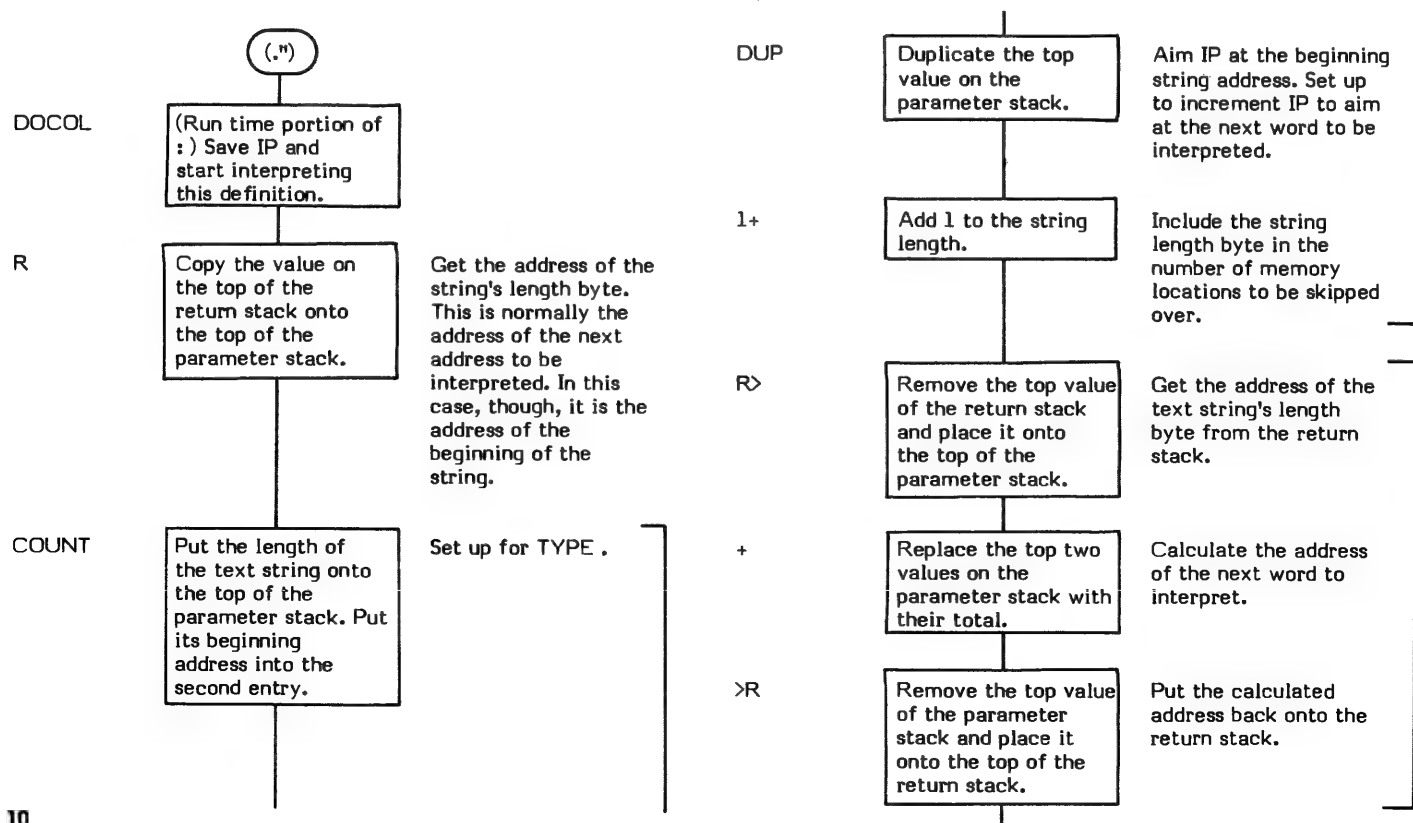 (.")
DOCOL
(Run time portion of
: ) Save IP and
start interpreting
this definition.
R
Copy the value on
the top of the
return stack onto
the top of the
parameter stack.
Get the address of the
string's length byte.
This is normally the
address of the next
address to be
interpreted. In this
case, though, it is the
address of the
beginning of the
string.
COUNT
Put the length of
the text string onto
the top of the
parameter stack. Put
its beginning
address into the
second entry.
Set up for TYPE .
10
DUP
Duplicate the top
value on the
parameter stack.
Aim IP at the beginning
string address. Set up
to increment IP to aim
at the next word to be
interpreted.
1+
Add 1 to the string
length.
Include the string
length byte in the
number of memory
locations to be skipped
over.
R>
Remove the top value
of the return stack
and place it onto
the top of the
parameter stack.
Get the address of the
text string's length
byte from the return
stack.
+
Replace the top two
values on the
parameter stack with
their total.
Calculate the address
of the next word to
interpret.
>R
Remove the top value
of the parameter
stack and place it
onto the top of the
return stack.
Put the calculated
address back onto the
return stack.